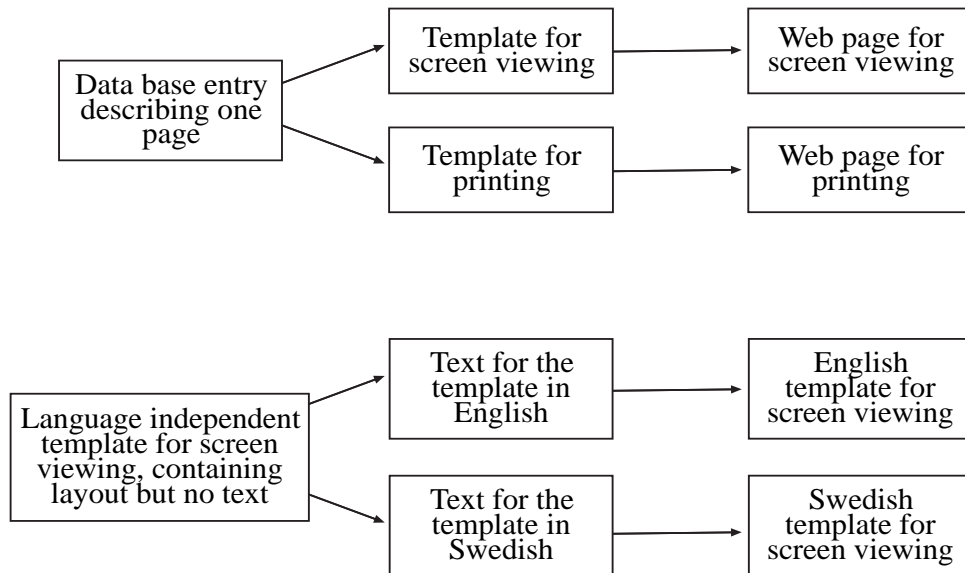 Data base entry
describing one
page
Template for
screen viewing
Web page for
screen viewing
Template for
printing
Web page for
printing
Language independent
template for screen
viewing, containing
layout but no text
Text for the
template in
English
English
template for
screen viewing
Text for the
template in
Swedish
Swedish
template for
screen viewing